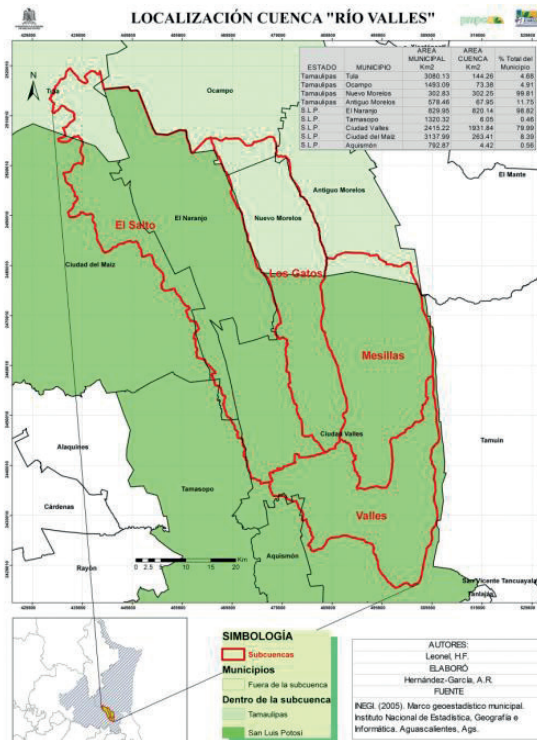 LOCALIZACIÓN CUENCA "RÍO VALLES"
ESTADO MUNICIPIO AREA MUNICIPAL Km2 AREA CUENCA Km2 % Total del Municipio
Tamaulipas Tula 3080.13 144.26 4.68
Tamaulipas Ocampo 1493.09 73.38 4.91
Tamaulipas Nuevo Morelos 302.83 302.25 99.81
Tamaulipas Antiguo Morelos 578.46 67.95 11.75
S.L.P. El Naranjo 829.95 820.14 98.82
S.L.P. Tamasopo 1320.32 6.05 0.46
S.L.P. Ciudad Valles 2415.22 1931.84 79.99
S.L.P. Ciudad del Maíz 3137.99 263.41 8.39
S.L.P. Aquismón 792.87 4.42 0.56
N
Tula
Ocampo
El Mante
Antiguo Morelos
Nuevo Morelos
El Naranjo
El Salto
Ciudad del Maíz
Los Gatos
Mesillas
Ciudad Valles
Tamuín
Alaquines
Tamasopo
Cárdenas
Valles
Aquismón
Rayón
0 2.5 5 10 15 20
Km
San Vicente Tancuayala
Tanlajás
SIMBOLOGÍA
Subcuencas
Municipios
Fuera de la subcuenca
Dentro de la subcuenca
Tamaulipas
San Luis Potosí
AUTORES:
Leonel, H.F.
ELABORÓ
Hernández-García, A.R.
FUENTE
INEGI. (2005). Marco geoestadístico municipal.
Instituto Nacional de Estadística, Geografía e
Informática. Aguascalientes, Ags.